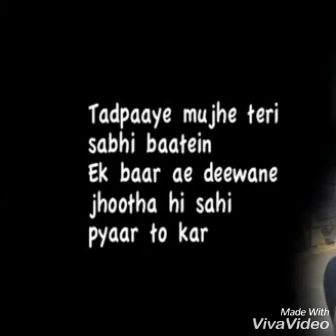 Tadpaaye mujhe teri
sabhi baatein
Ek baar ae deewane
jhootha hi sahi
pyaar to kar
Made With
VivaVideo